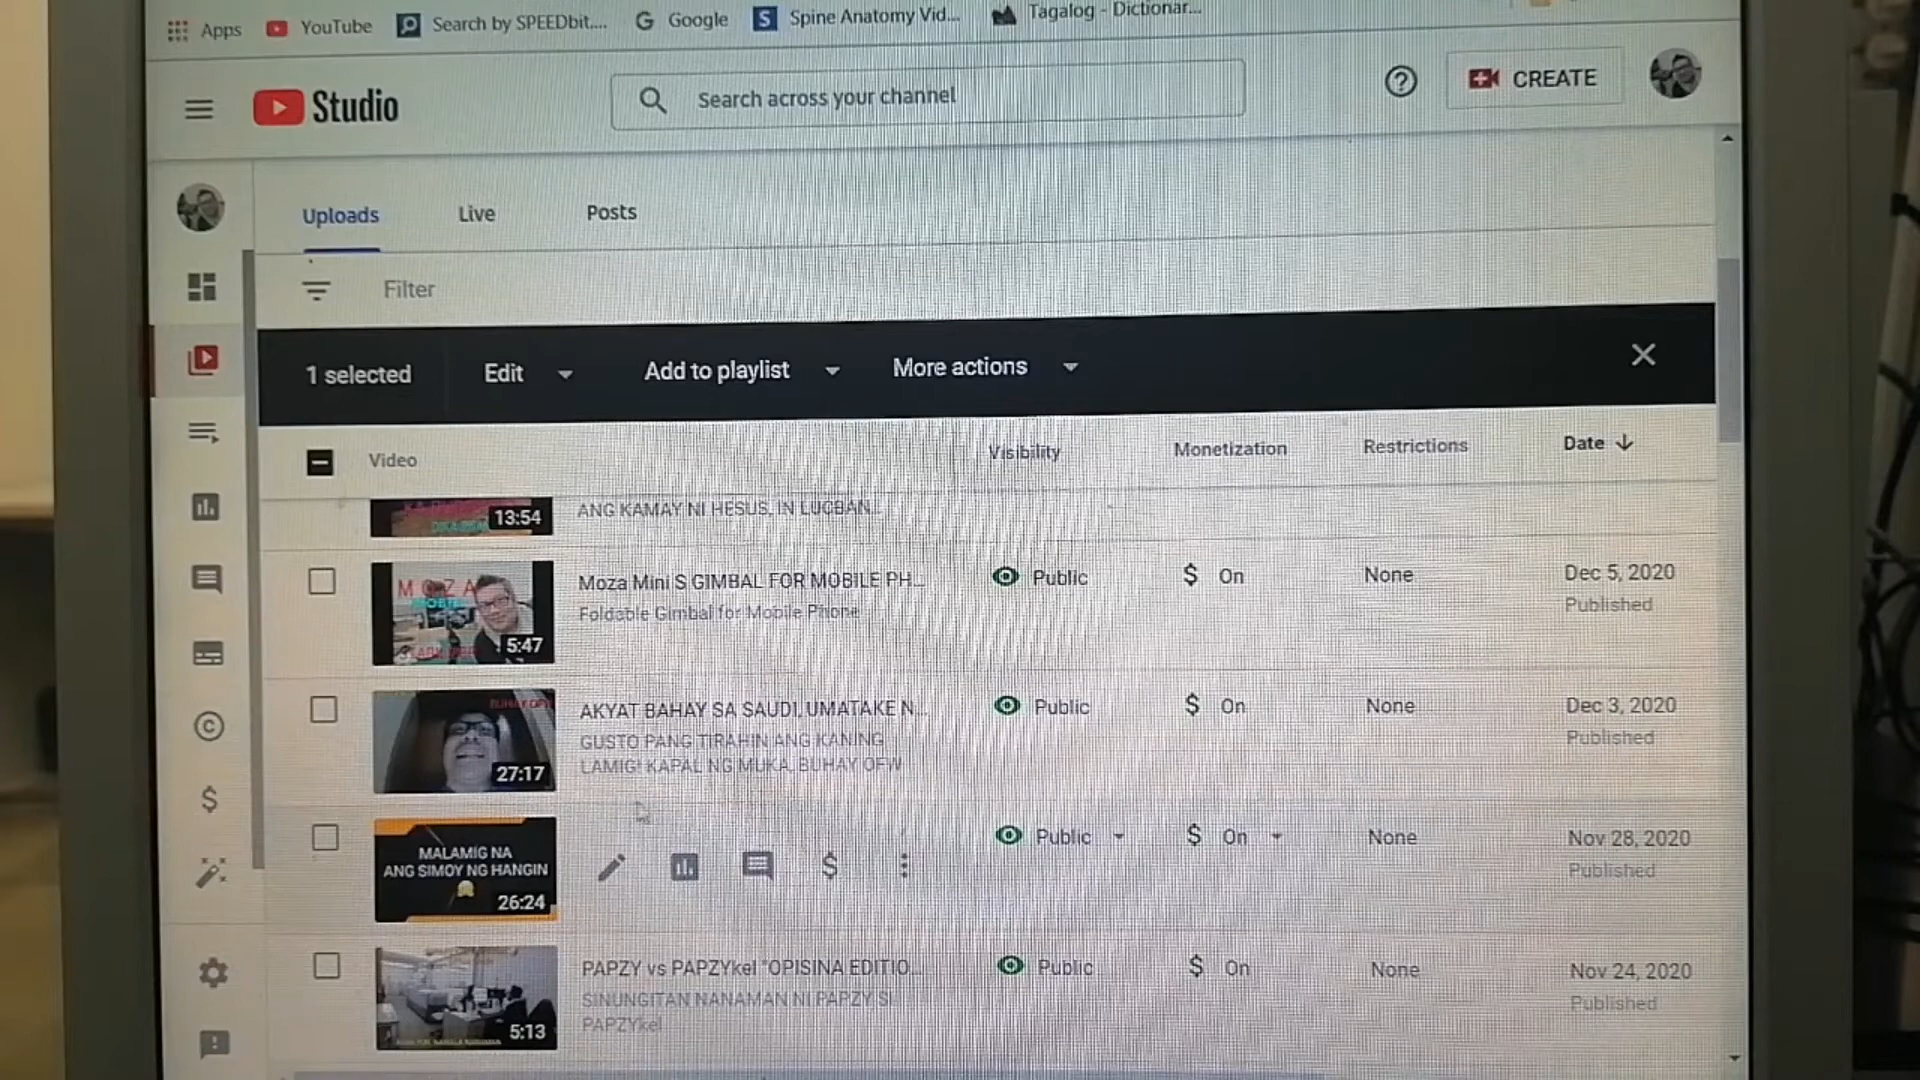 Apps YouTube Search by SPEEDbit.... Google Spine Anatomy Vid... Tagalog - Dictionar...
Studio Search across your channel CREATE
Uploads Live Posts
Filter
1 selected Edit Add to playlist More actions
Video Visibility Monetization Restrictions Date
13:54 ANG KAMAY NI HESUS, IN LUCBAN...
MOZA
MOBIL
5:47
Moza Mini S GIMBAL FOR MOBILE PH... Public $ On None Dec 5, 2020
Foldable Gimbal for Mobile Phone Published
BUHAY OFW
27:17
AKYAT BAHAY SA SAUDI, UMATAKE N... Public $ On None Dec 3, 2020
GUSTO PANG TIRAHIN ANG KANING Published
LAMIG! KAPAL NG MUKA, BUHAY OFW
MALAMIG NA
ANG SIMOY NG HANGIN
26:24
Public $ On None Nov 28, 2020
Published
5:13
PAPZY vs PAPZYkel "OPISINA EDITIO... Public $ On None Nov 24, 2020
SINUNGITAN NANAMAN NI PAPZY SI Published
PAPZYkel